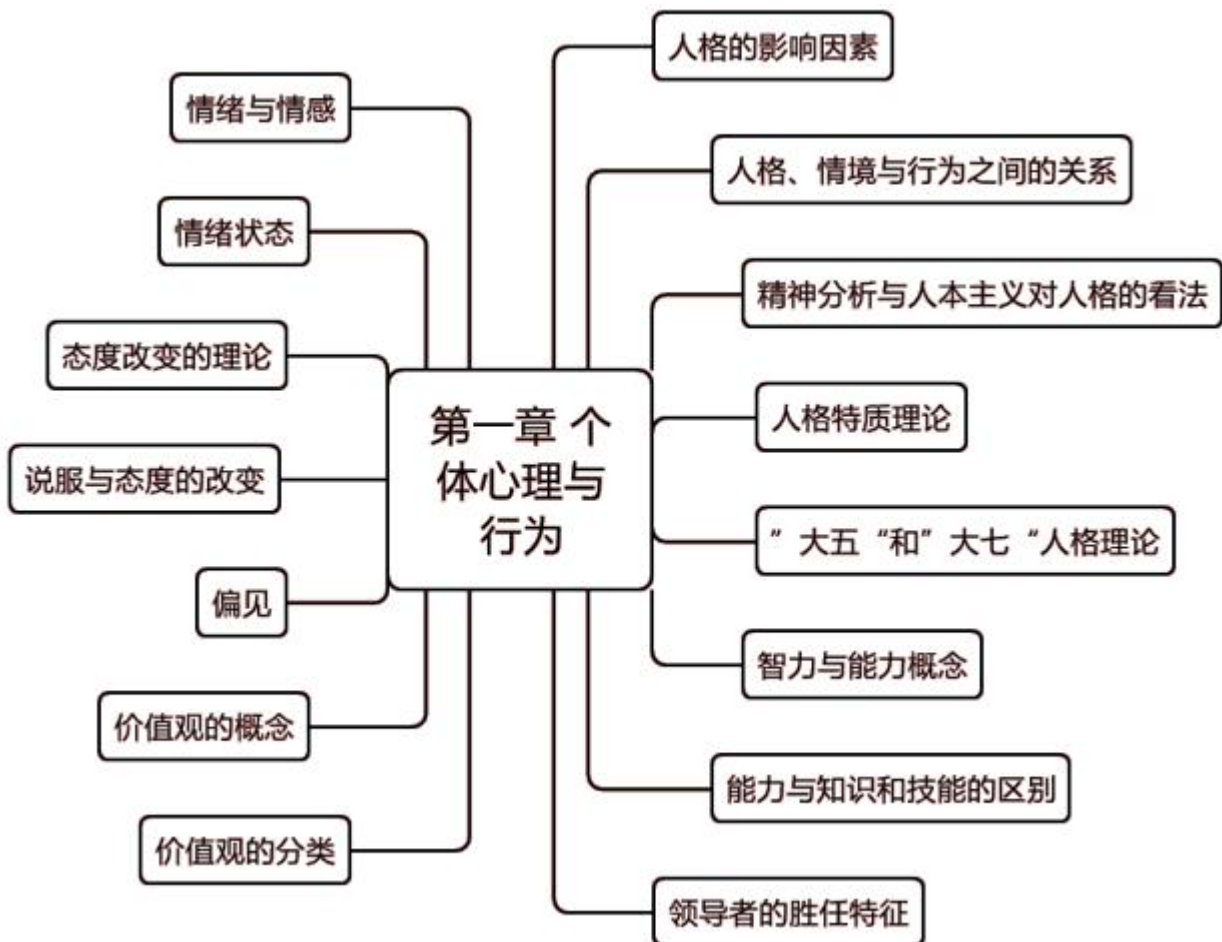 第一章 个
体心理与
行为
人格的影响因素
人格、情境与行为之间的关系
精神分析与人本主义对人格的看法
人格特质理论
”大五“和”大七“人格理论
智力与能力概念
能力与知识和技能的区别
领导者的胜任特征
情绪与情感
情绪状态
态度改变的理论
说服与态度的改变
偏见
价值观的概念
价值观的分类